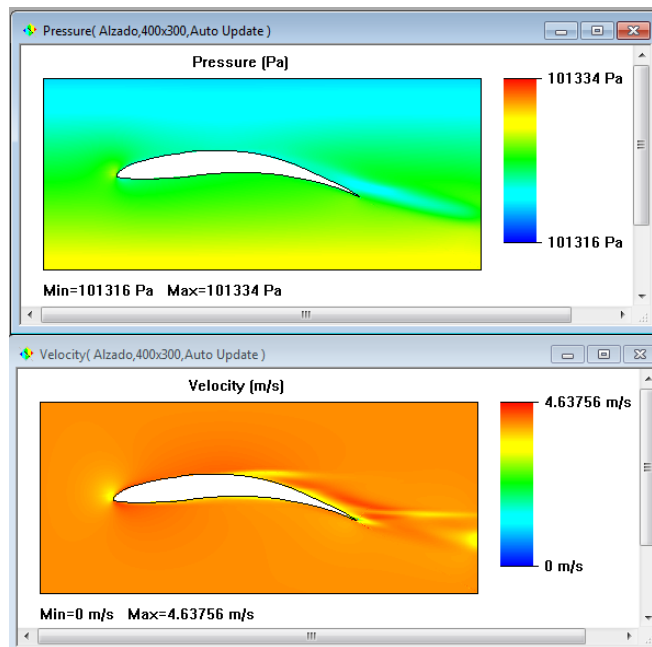 Pressure( Alzado,400x300,Auto Update )
Pressure (Pa)
101334 Pa
101316 Pa
Min=101316 Pa Max=101334 Pa
Velocity( Alzado,400x300,Auto Update )
Velocity (m/s)
4.63756 m/s
0 m/s
Min=0 m/s Max=4.63756 m/s